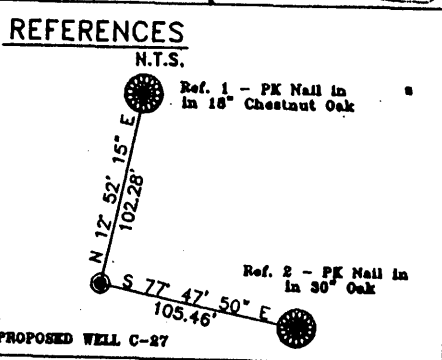 REFERENCES
N.T.S.
Ref. 1 - PK Nail in
in 18" Chestnut Oak
N 12° 52' 15" E
102.28'
S 77° 47' 50" E
105.46'
Ref. 2 - PK Nail in
in 30" Oak
PROPOSED WELL C-27